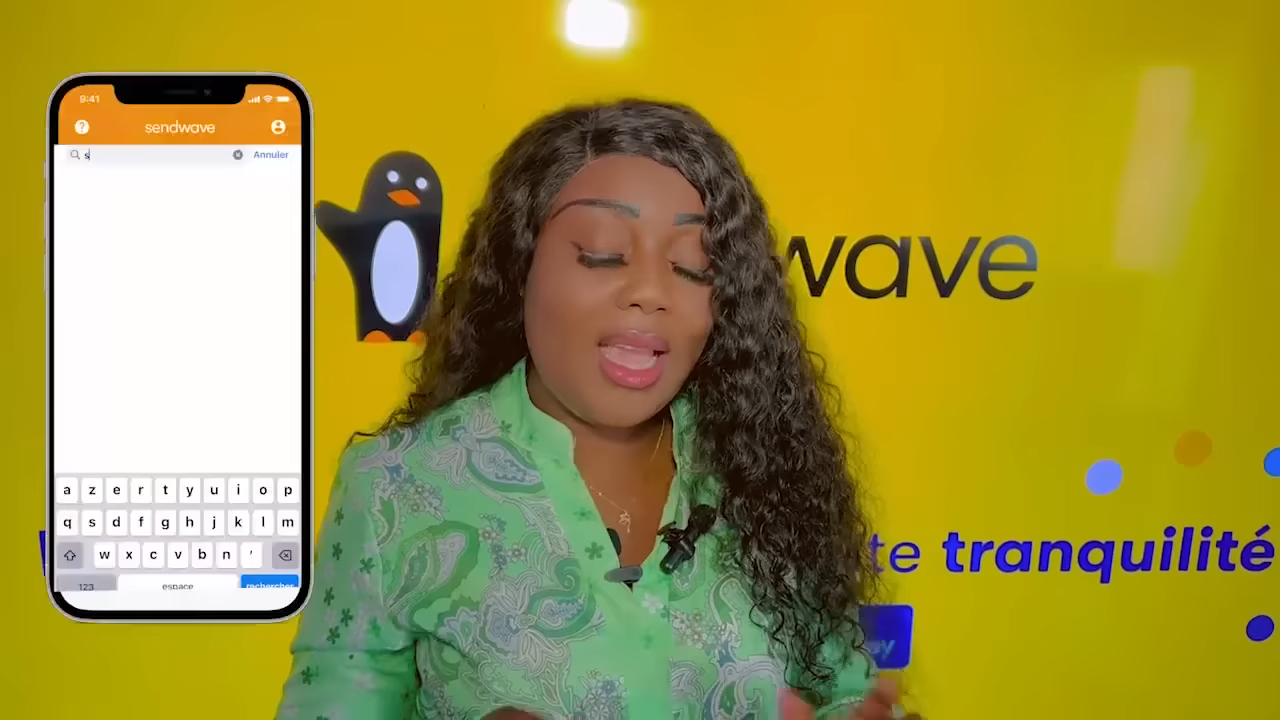 9:41
sendwave
s
Annuler
a z e r t y u i o p
q s d f g h j k l m
w x c v b n '
123 espace rechercher
wave
te tranquilité